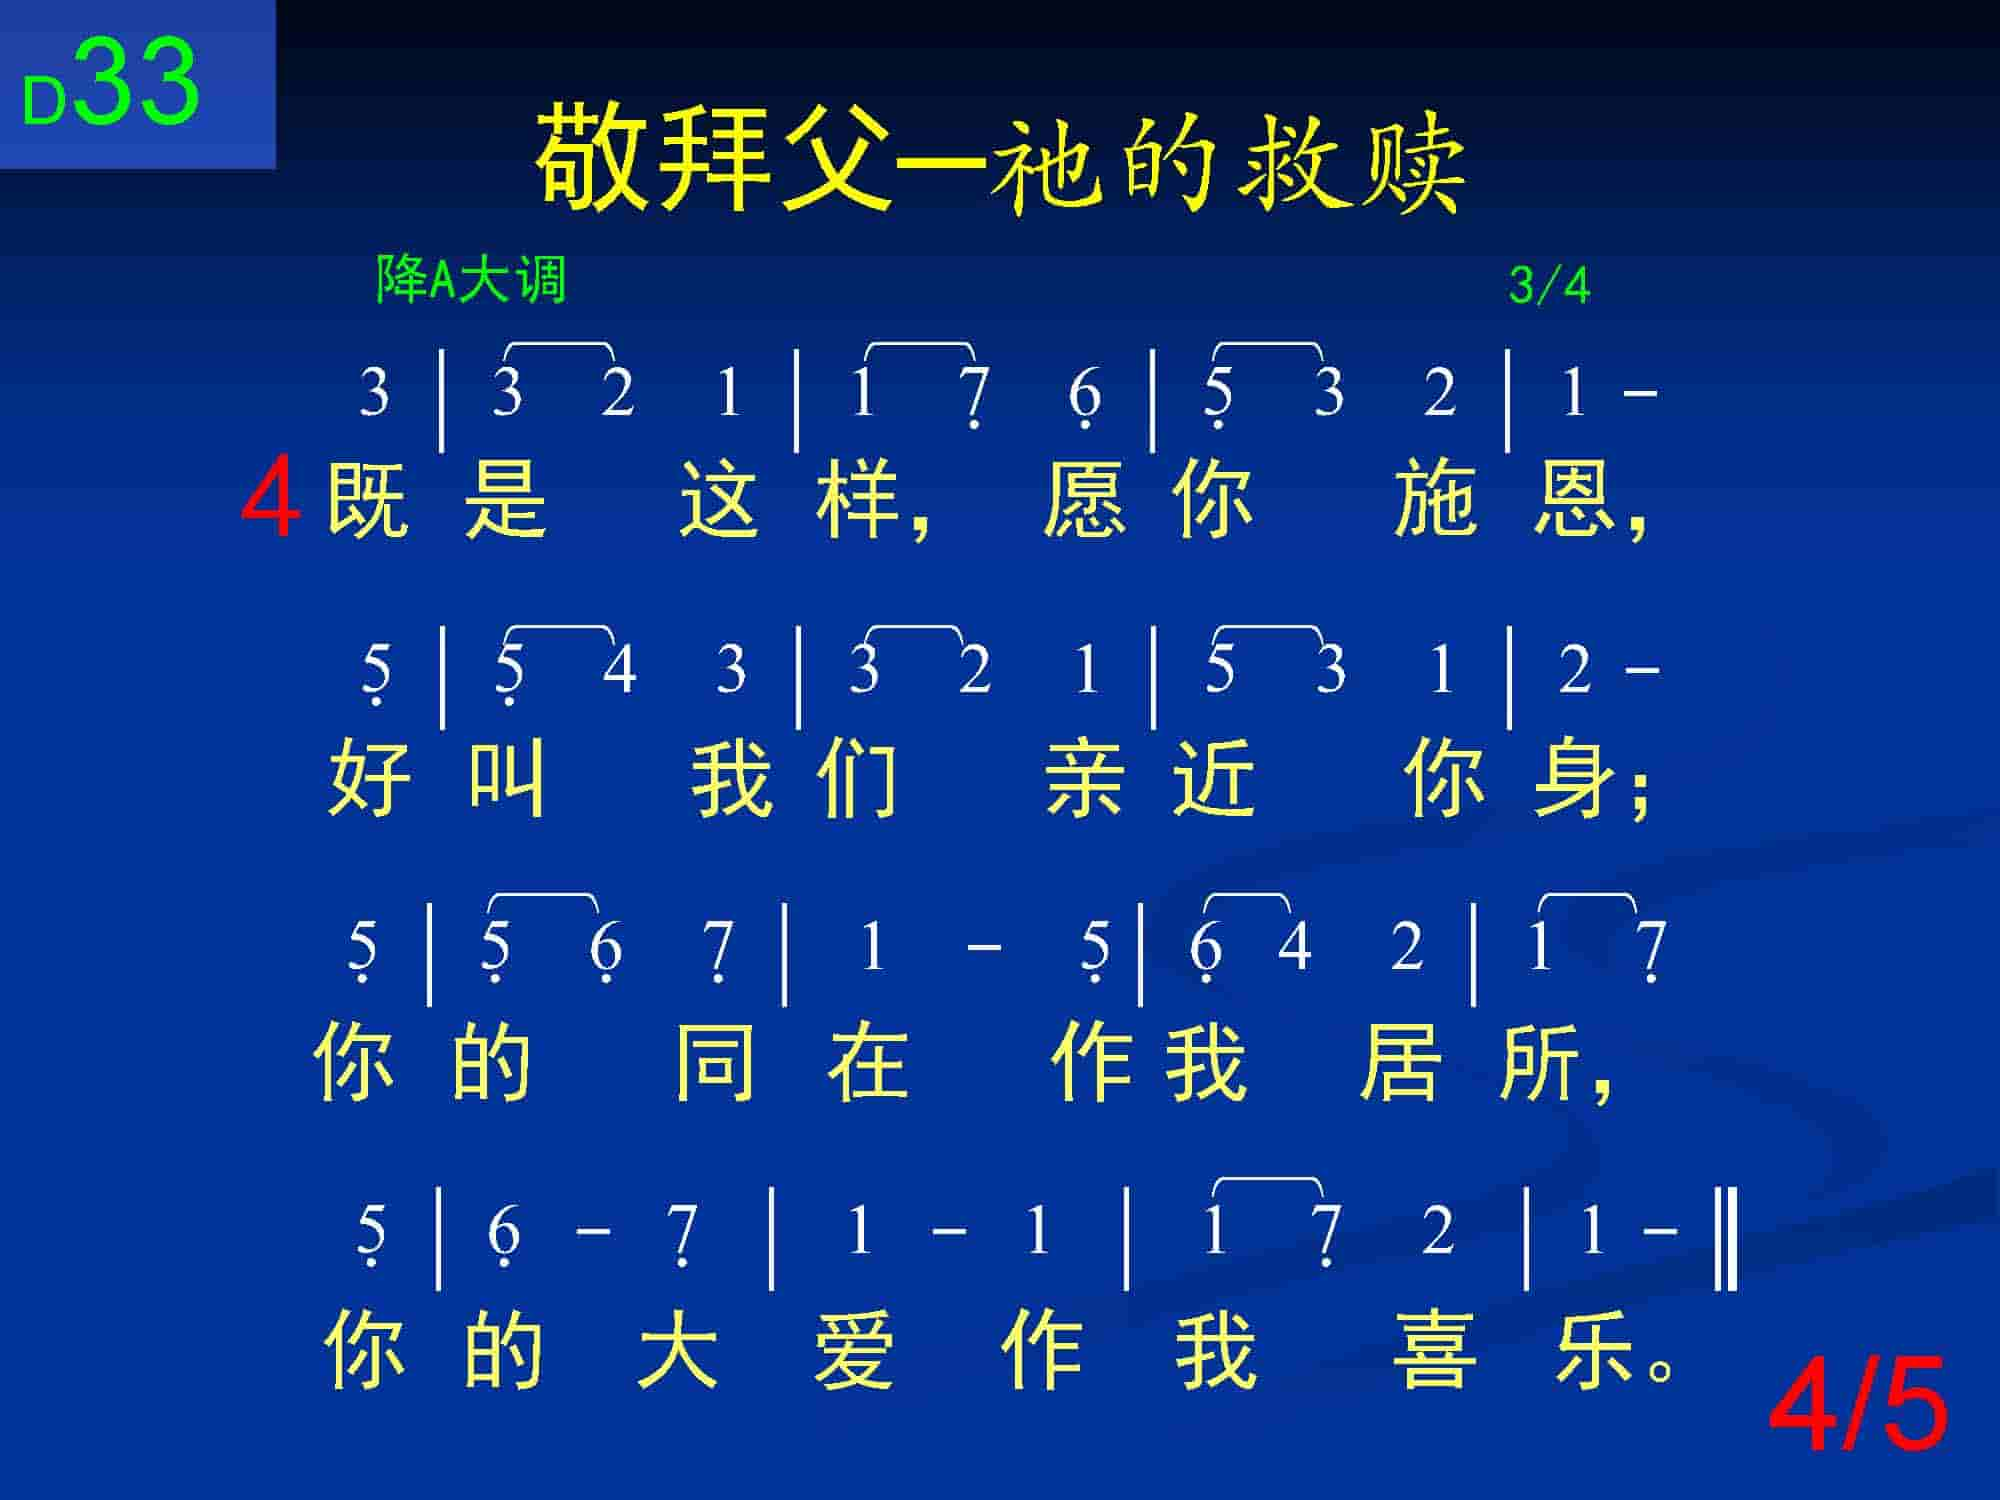 D33
敬拜父—祂的救赎
降A大调 3/4
3 | 3 2 1 | 1 7̣ 6̣ | 5̣ 3 2 | 1 -
4 既是这样，愿你施恩，
5̣ | 5̣ 4 3 | 3 2 1 | 5 3 1 | 2 -
好叫我们亲近你身；
5̣ | 5̣ 6̣ 7̣ | 1 - 5̣ | 6̣ 4 2 | 1 7̣
你的同在作我居所，
5̣ | 6̣ - 7̣ | 1 - 1 | 1 7̣ 2 | 1 - ‖
你的大爱作我喜乐。
4/5